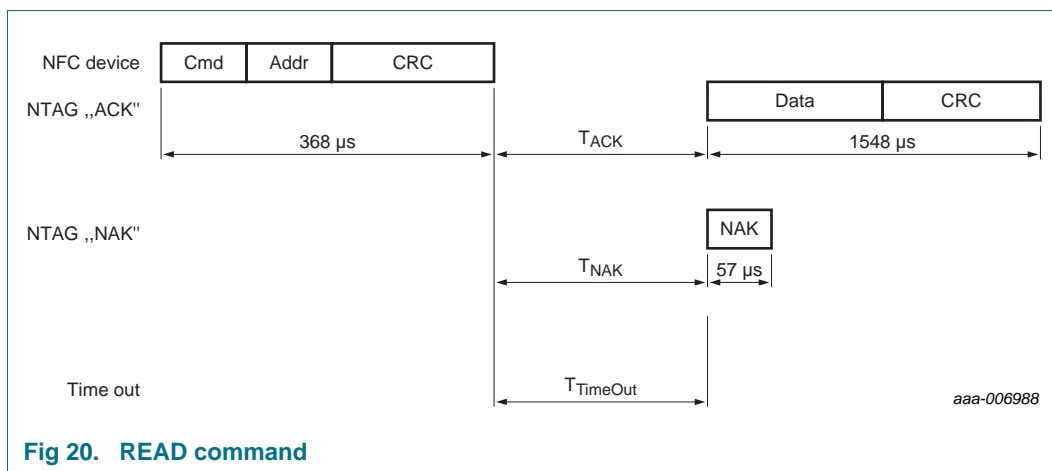 NFC device Cmd Addr CRC
NTAG ,,ACK" Data CRC
368 µs TACK 1548 µs
NTAG ,,NAK" NAK
TNAK 57 µs
Time out TTimeOut
aaa-006988
Fig 20. READ command